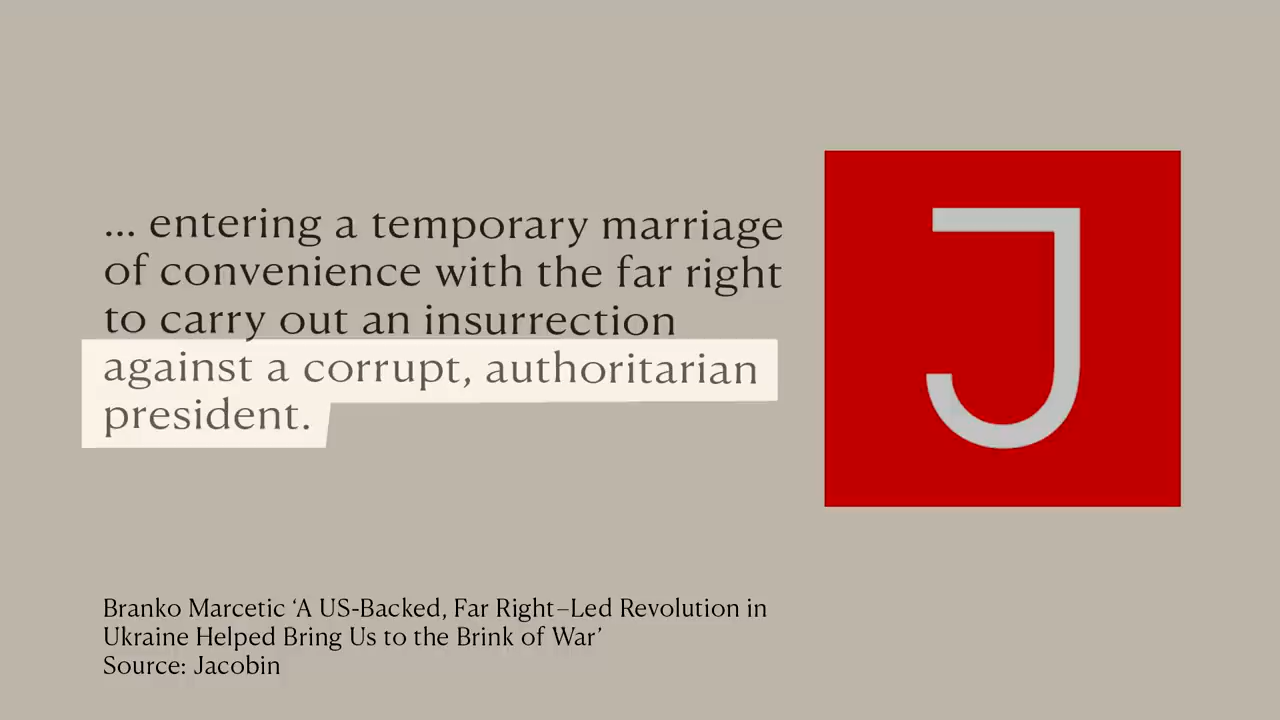 ... entering a temporary marriage
of convenience with the far right
to carry out an insurrection
against a corrupt, authoritarian
president.
J
Branko Marcetic ‘A US-Backed, Far Right–Led Revolution in
Ukraine Helped Bring Us to the Brink of War’
Source: Jacobin